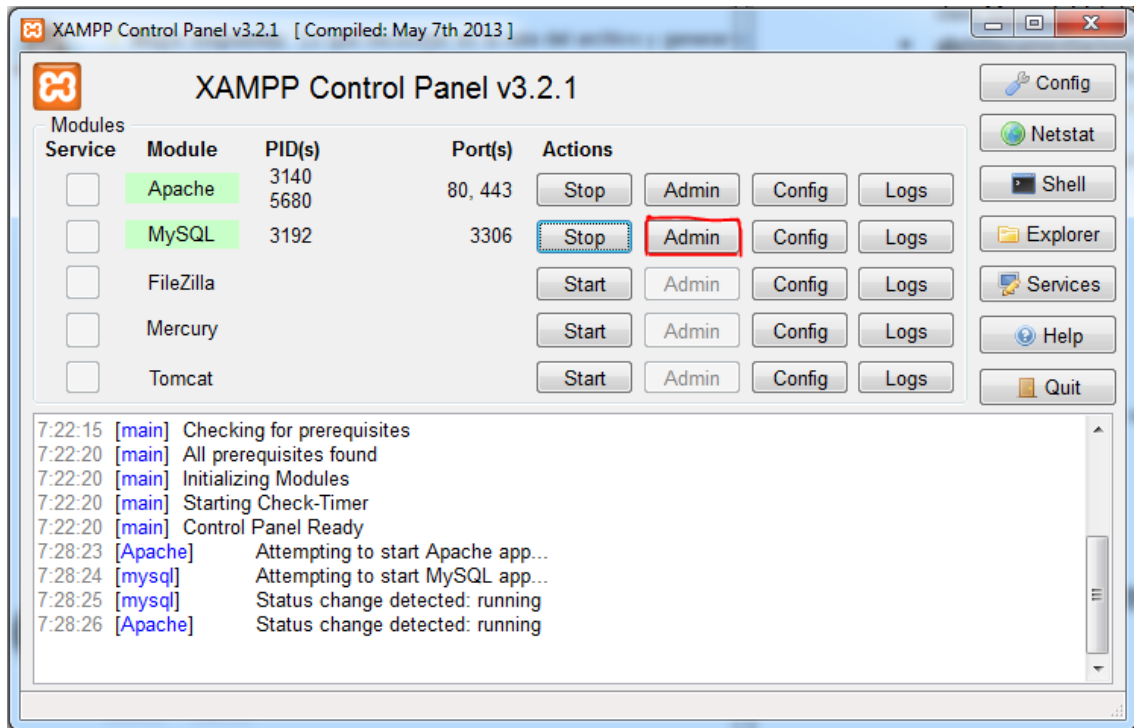 XAMPP Control Panel v3.2.1 [ Compiled: May 7th 2013 ]
XAMPP Control Panel v3.2.1
Config
Modules
Service Module PID(s) Port(s) Actions
Netstat
Apache 3140 5680 80, 443 Stop Admin Config Logs
Shell
MySQL 3192 3306 Stop Admin Config Logs
Explorer
FileZilla Start Admin Config Logs
Services
Mercury Start Admin Config Logs
Help
Tomcat Start Admin Config Logs
Quit
7:22:15 [main] Checking for prerequisites
7:22:20 [main] All prerequisites found
7:22:20 [main] Initializing Modules
7:22:20 [main] Starting Check-Timer
7:22:20 [main] Control Panel Ready
7:28:23 [Apache] Attempting to start Apache app...
7:28:24 [mysql] Attempting to start MySQL app...
7:28:25 [mysql] Status change detected: running
7:28:26 [Apache] Status change detected: running